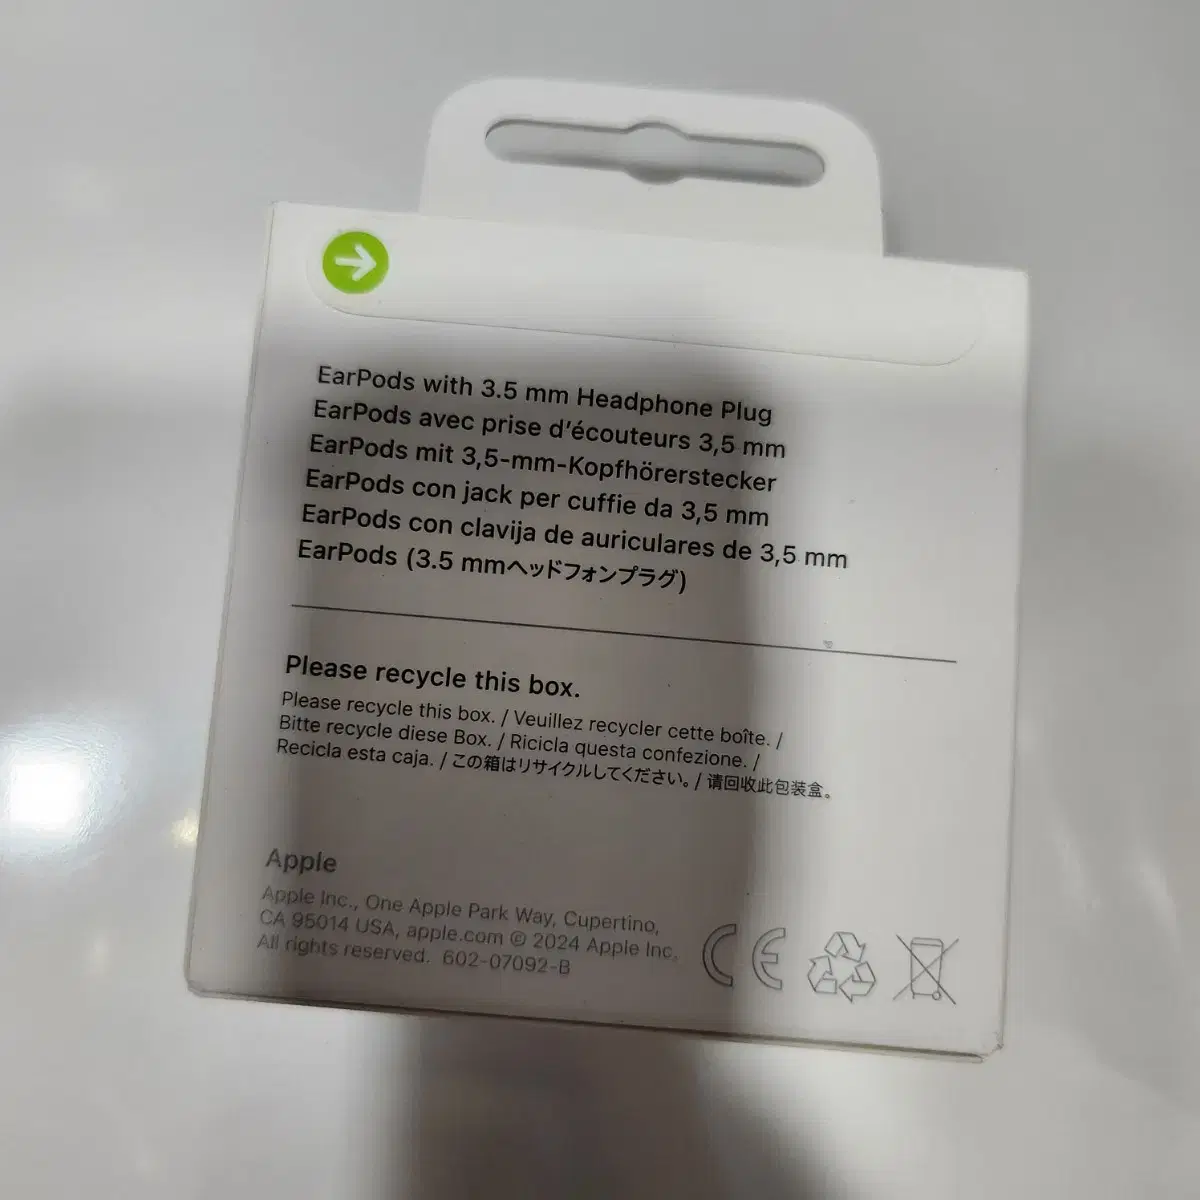 EarPods with 3.5 mm Headphone Plug
EarPods avec prise d'écouteurs 3,5 mm
EarPods mit 3,5-mm-Kopfhörerstecker
EarPods con jack per cuffie da 3,5 mm
EarPods con clavija de auriculares de 3,5 mm
EarPods (3.5 mmヘッドフォンプラグ)
Please recycle this box.
Please recycle this box. / Veuillez recycler cette boîte. /
Bitte recycle diese Box. / Ricicla questa confezione. /
Recicla esta caja. / この箱はリサイクルしてください。/ 请回收此包装盒。
Apple
Apple Inc., One Apple Park Way, Cupertino,
CA 95014 USA, apple.com © 2024 Apple Inc.
All rights reserved. 602-07092-B
CE